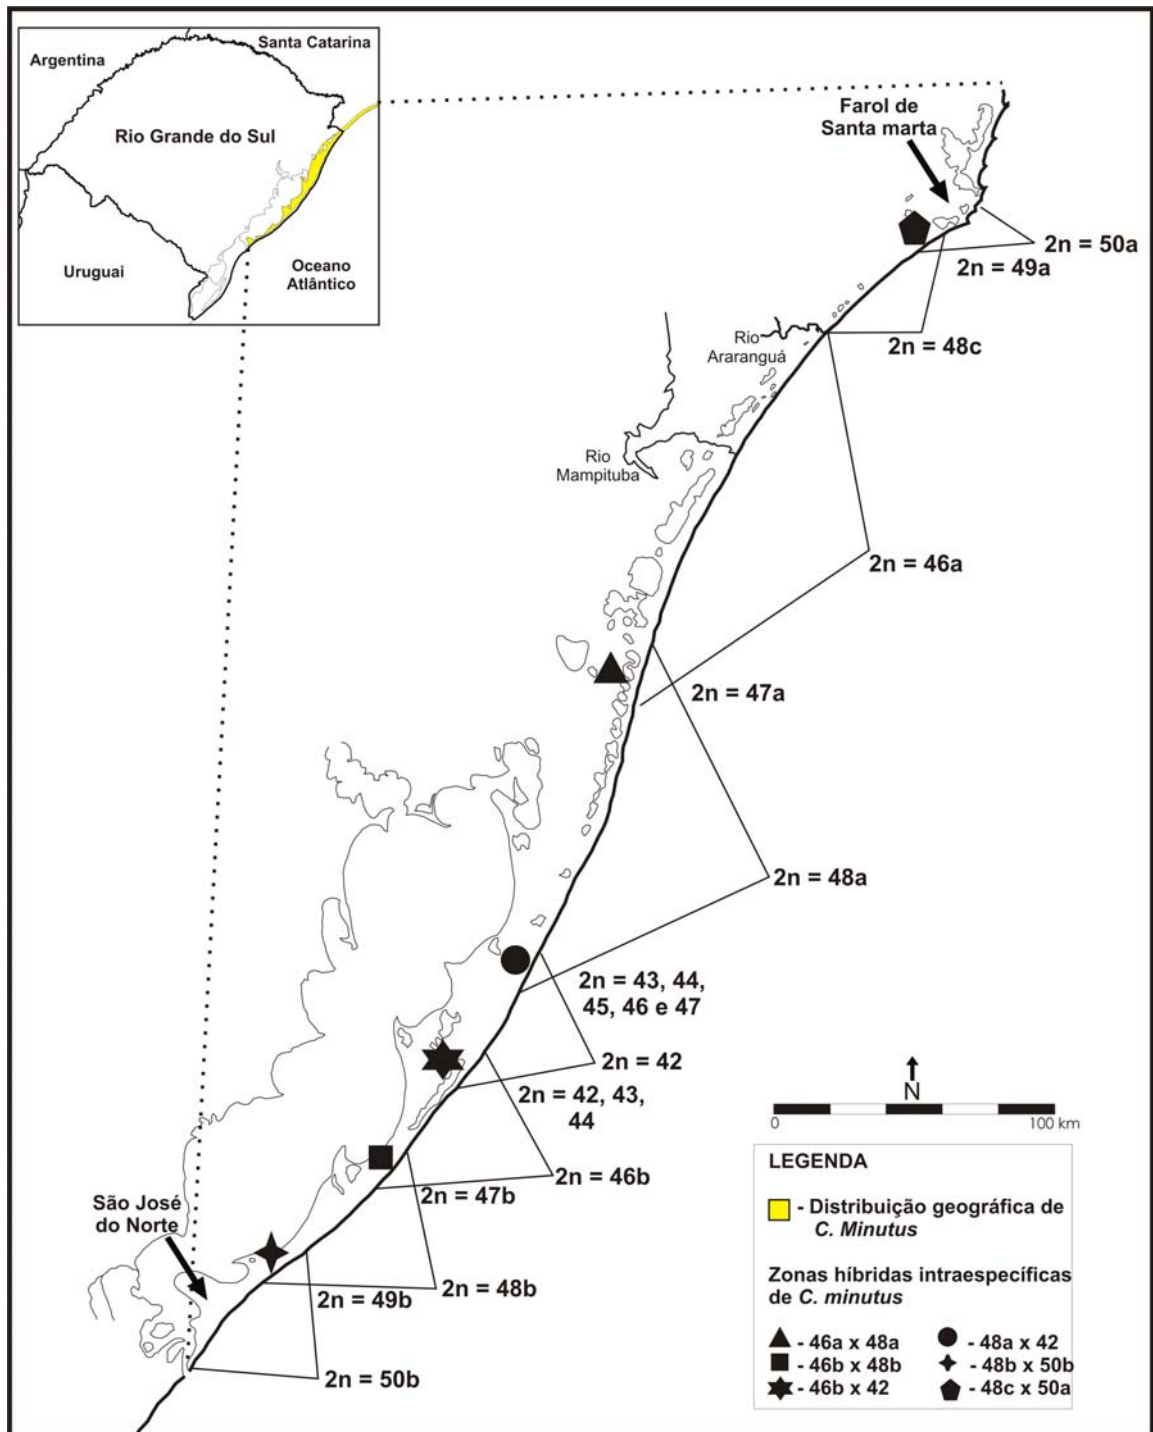 Santa Catarina
Argentina
Rio Grande do Sul
Uruguai
Oceano
Atlântico
Farol de
Santa marta
2n = 50a
2n = 49a
2n = 48c
Rio
Araranguá
Rio
Mampituba
2n = 46a
2n = 47a
2n = 48a
2n = 43, 44,
45, 46 e 47
2n = 42
2n = 42, 43,
44
2n = 46b
2n = 47b
São José
do Norte
2n = 48b
2n = 49b
2n = 50b
N
0 100 km
LEGENDA
- Distribuição geográfica de
C. Minutus
Zonas híbridas intraespecíficas
de C. minutus
- 46a x 48a
- 48a x 42
- 46b x 48b
- 48b x 50b
- 46b x 42
- 48c x 50a